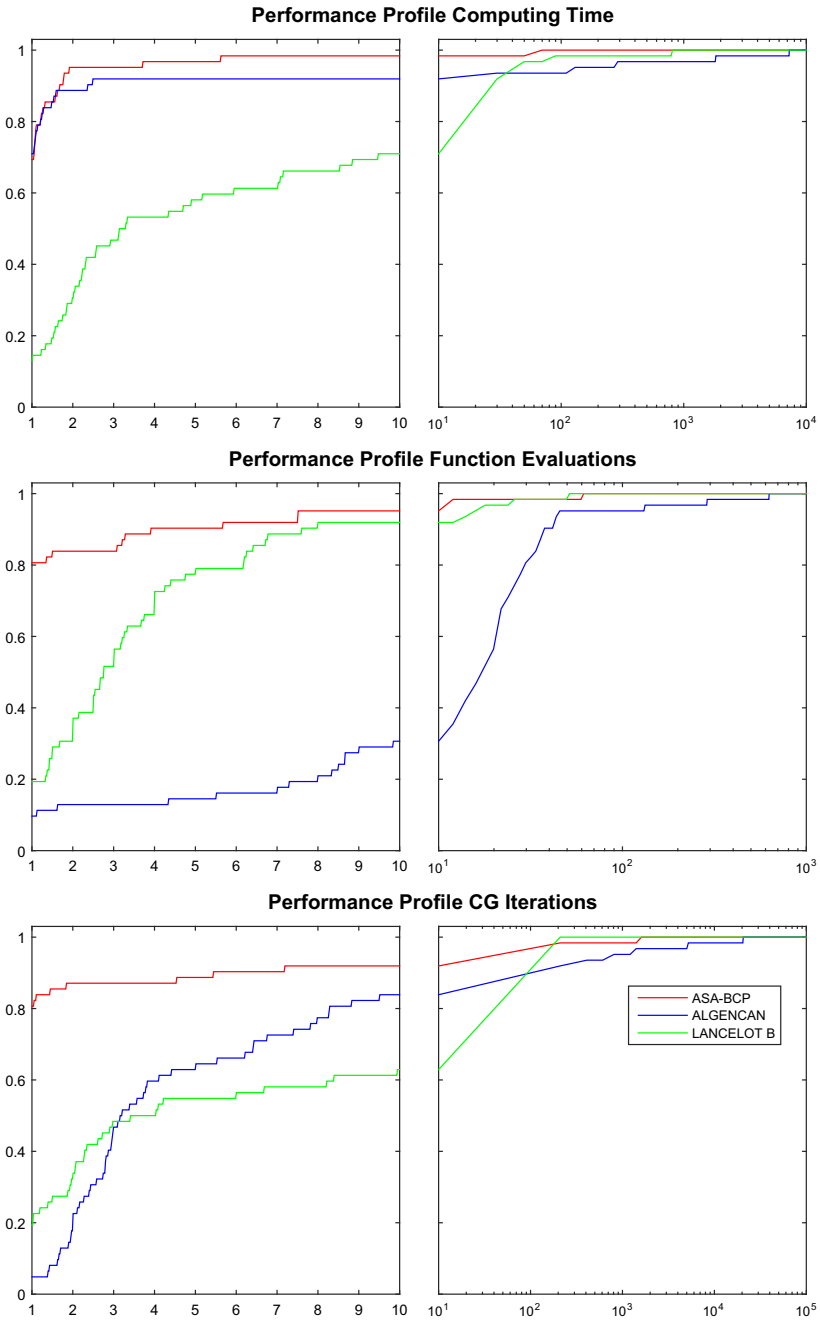 Performance Profile Computing Time
1
0.8
0.6
0.4
0.2
0
1 2 3 4 5 6 7 8 9 10
10^1 10^2 10^3 10^4
Performance Profile Function Evaluations
1
0.8
0.6
0.4
0.2
0
1 2 3 4 5 6 7 8 9 10
10^1 10^2 10^3
Performance Profile CG Iterations
1
0.8
0.6
0.4
0.2
0
1 2 3 4 5 6 7 8 9 10
10^1 10^2 10^3 10^4 10^5
ASA-BCP
ALGENCAN
LANCELOT B